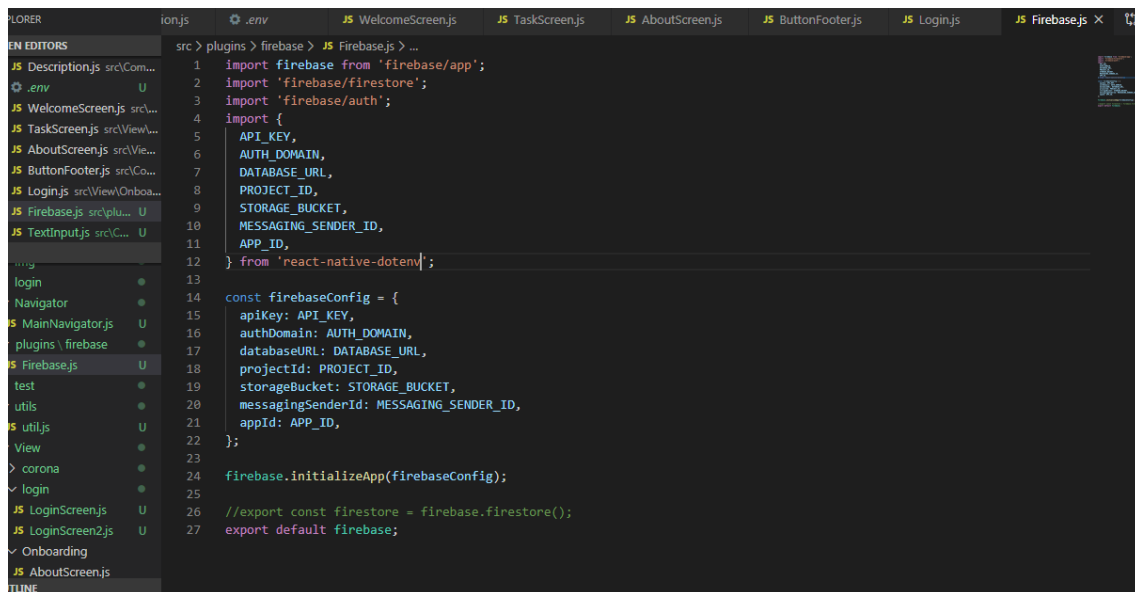 PLORER
ion.js
.env
JS WelcomeScreen.js
JS TaskScreen.js
JS AboutScreen.js
JS ButtonFooter.js
JS Login.js
JS Firebase.js ×
EN EDITORS
JS Description.js src\Com...
.env U
JS WelcomeScreen.js src\...
JS TaskScreen.js src\View\...
JS AboutScreen.js src\Vie...
JS ButtonFooter.js src\Co...
JS Login.js src\View\Onboa...
JS Firebase.js src\plu... U
JS TextInput.js src\C... U
img
login
Navigator
JS MainNavigator.js U
plugins \ firebase
JS Firebase.js U
test
utils
JS util.js U
View
> corona
login
JS LoginScreen.js U
JS LoginScreen2.js U
Onboarding
JS AboutScreen.js
UTLINE
src > plugins > firebase > JS Firebase.js > ...
1 import firebase from 'firebase/app';
2 import 'firebase/firestore';
3 import 'firebase/auth';
4 import {
5 API_KEY,
6 AUTH_DOMAIN,
7 DATABASE_URL,
8 PROJECT_ID,
9 STORAGE_BUCKET,
10 MESSAGING_SENDER_ID,
11 APP_ID,
12 } from 'react-native-dotenv';
13
14 const firebaseConfig = {
15 apiKey: API_KEY,
16 authDomain: AUTH_DOMAIN,
17 databaseURL: DATABASE_URL,
18 projectId: PROJECT_ID,
19 storageBucket: STORAGE_BUCKET,
20 messagingSenderId: MESSAGING_SENDER_ID,
21 appId: APP_ID,
22 };
23
24 firebase.initializeApp(firebaseConfig);
25
26 //export const firestore = firebase.firestore();
27 export default firebase;